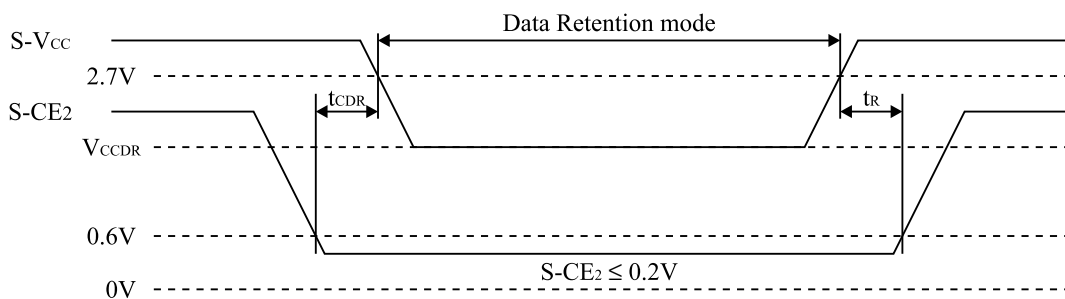 Data Retention mode
S-VCC
2.7V
tCDR
tR
S-CE2
VCCDR
0.6V
S-CE2 ≤ 0.2V
0V